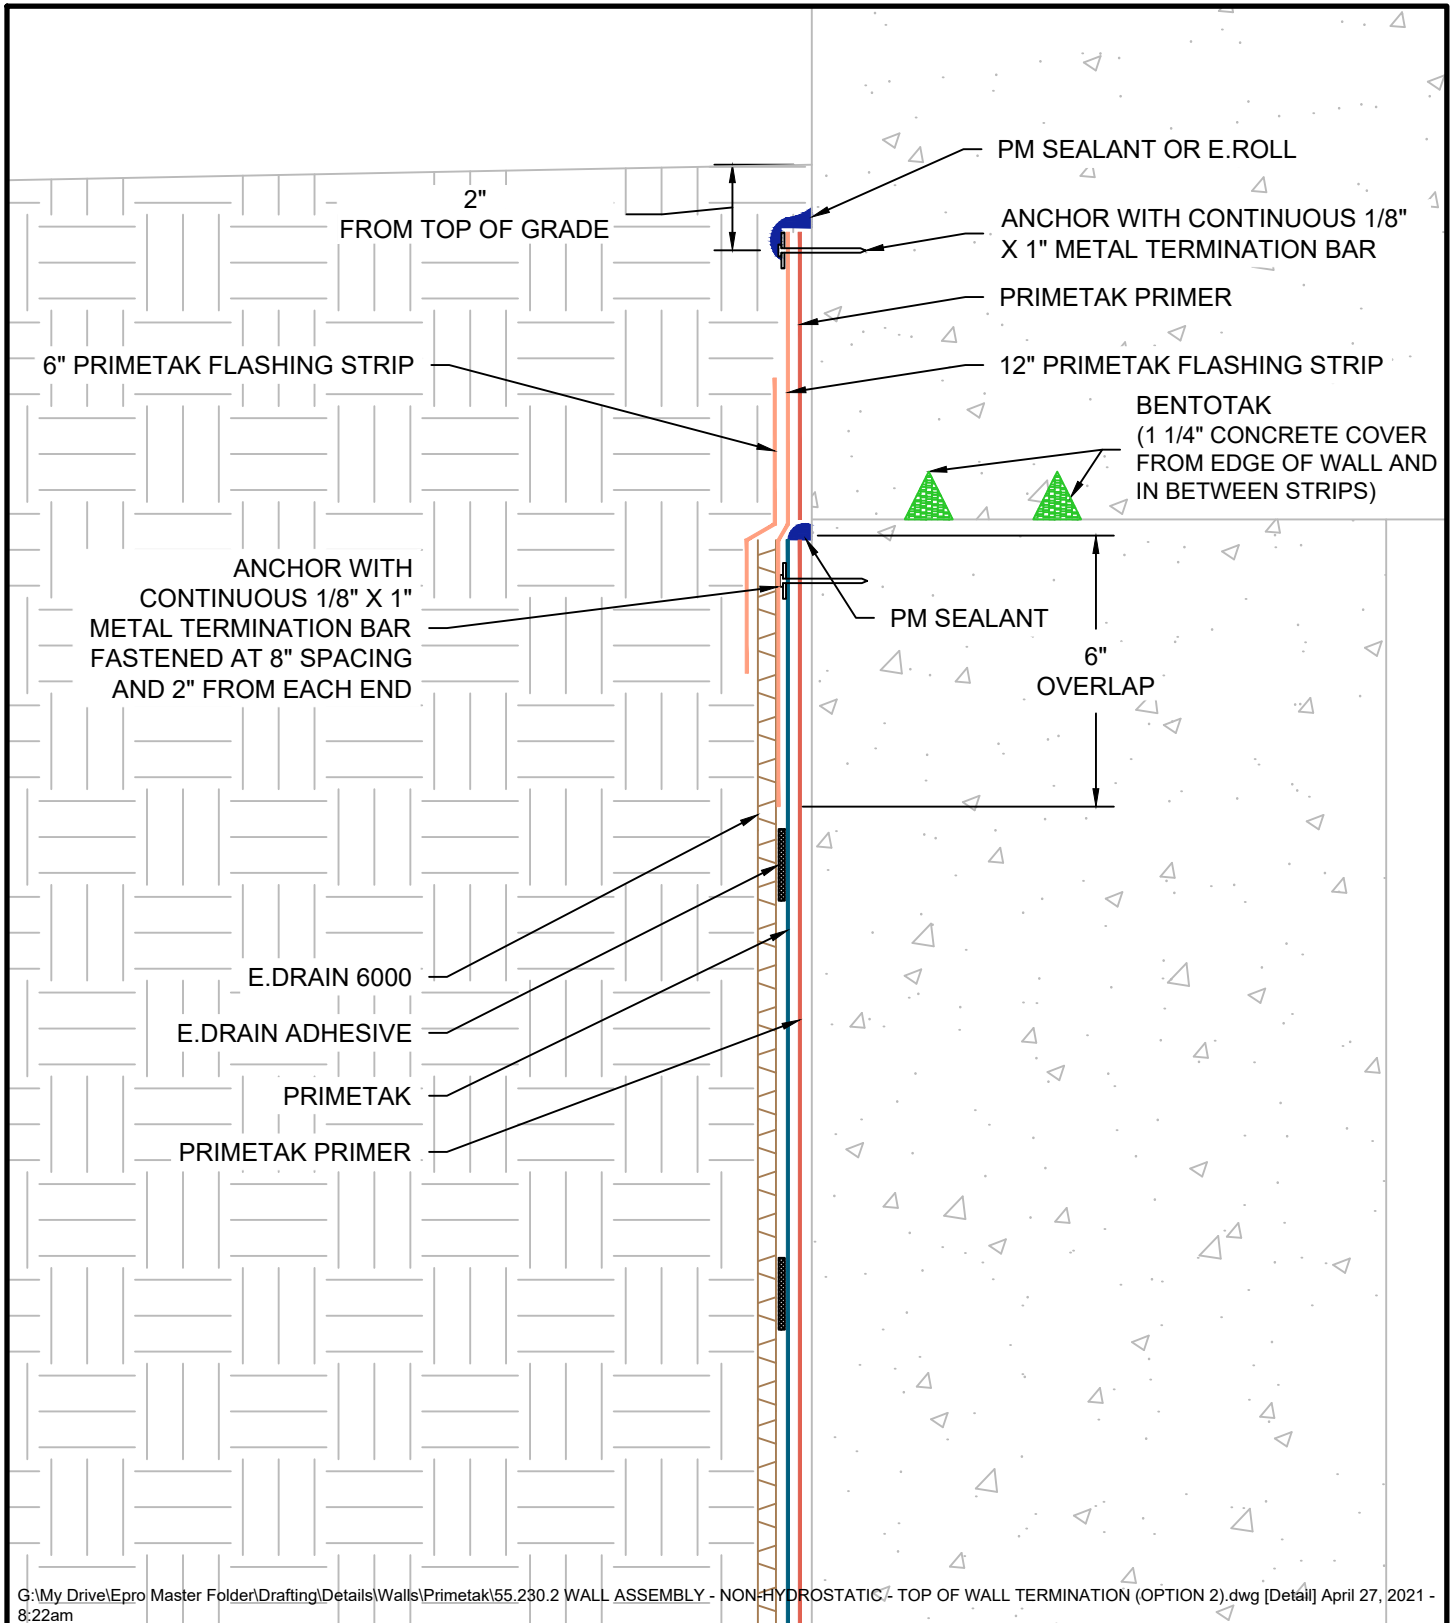 PM SEALANT OR E.ROLL
2"
FROM TOP OF GRADE
ANCHOR WITH CONTINUOUS 1/8"
X 1" METAL TERMINATION BAR
PRIMETAK PRIMER
6" PRIMETAK FLASHING STRIP
12" PRIMETAK FLASHING STRIP
BENTOTAK
(1 1/4" CONCRETE COVER
FROM EDGE OF WALL AND
IN BETWEEN STRIPS)
ANCHOR WITH
CONTINUOUS 1/8" X 1"
METAL TERMINATION BAR
FASTENED AT 8" SPACING
AND 2" FROM EACH END
PM SEALANT
6"
OVERLAP
E.DRAIN 6000
E.DRAIN ADHESIVE
PRIMETAK
PRIMETAK PRIMER
G:\My Drive\Epro Master Folder\Drafting\Details\Walls\Primetak\55.230.2 WALL ASSEMBLY - NON-HYDROSTATIC - TOP OF WALL TERMINATION (OPTION 2).dwg [Detail] April 27, 2021 -
8:22am